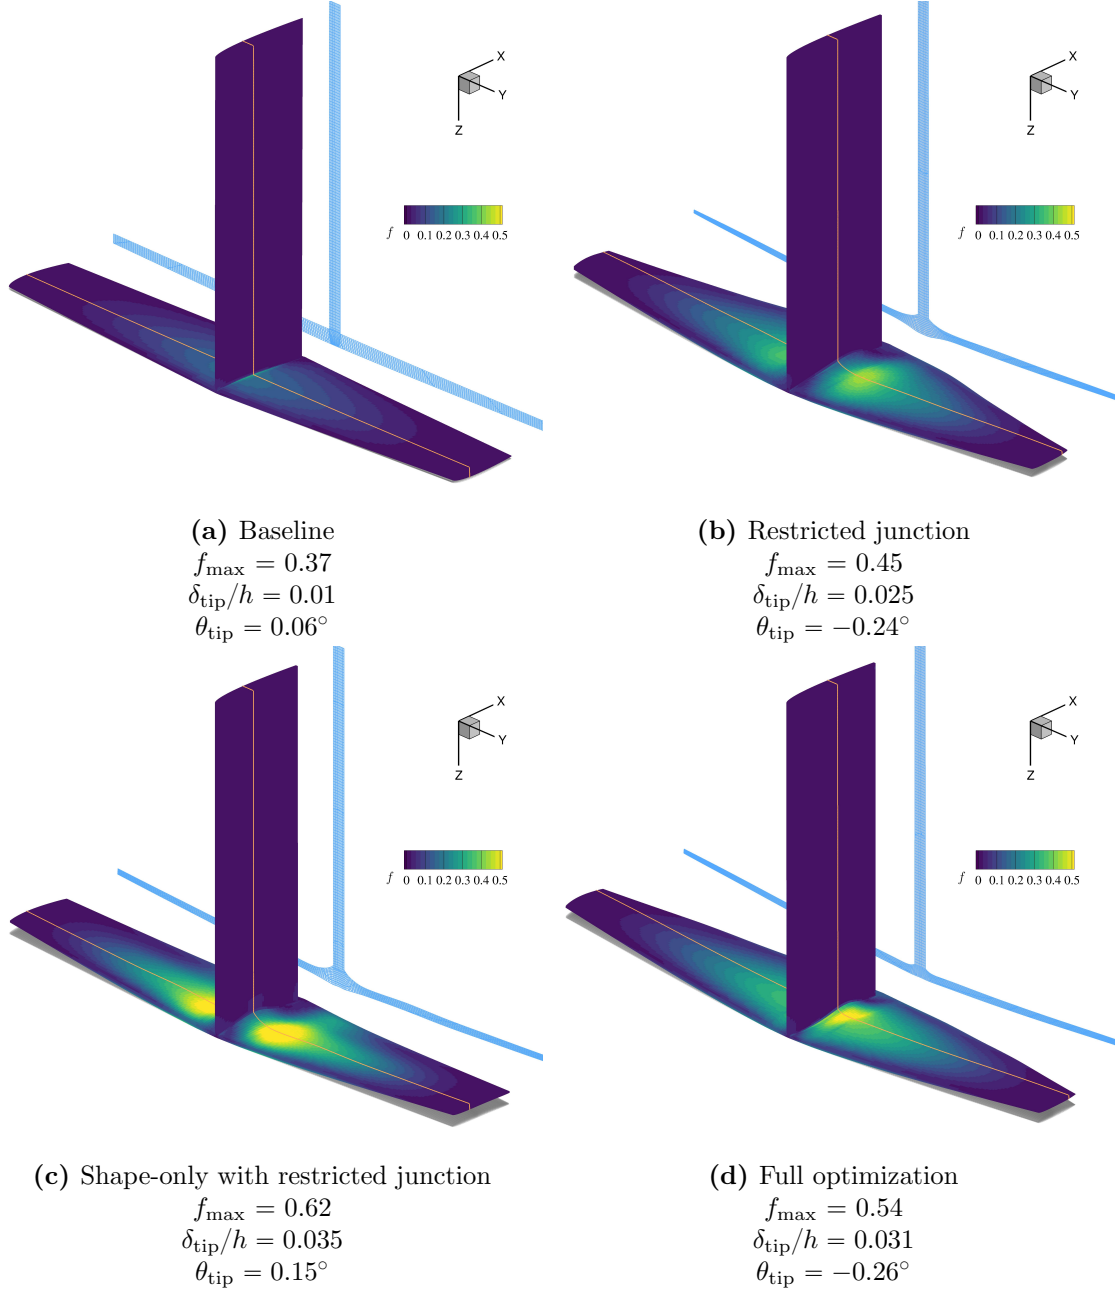 X
Y
Z
f 0 0.1 0.2 0.3 0.4 0.5
X
Y
Z
f 0 0.1 0.2 0.3 0.4 0.5
(a) Baseline
f_max = 0.37
δ_tip/h = 0.01
θ_tip = 0.06°
(b) Restricted junction
f_max = 0.45
δ_tip/h = 0.025
θ_tip = −0.24°
X
Y
Z
f 0 0.1 0.2 0.3 0.4 0.5
X
Y
Z
f 0 0.1 0.2 0.3 0.4 0.5
(c) Shape-only with restricted junction
f_max = 0.62
δ_tip/h = 0.035
θ_tip = 0.15°
(d) Full optimization
f_max = 0.54
δ_tip/h = 0.031
θ_tip = −0.26°